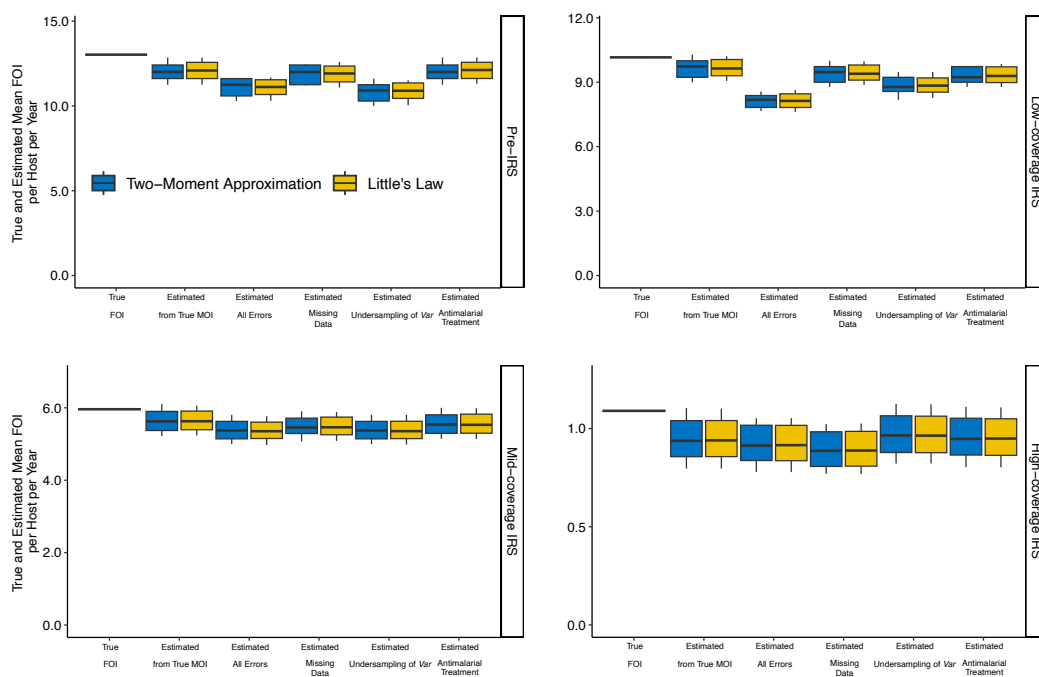 True and Estimated Mean FOI
per Host per Year
15.0
10.0
5.0
0.0
Two−Moment Approximation
Little's Law
Pre−IRS
True
FOI
Estimated
from True MOI
Estimated
All Errors
Estimated
Missing
Data
Estimated
Undersampling of Var
Estimated
Antimalarial
Treatment
12.0
9.0
6.0
3.0
0.0
Low−coverage IRS
True
FOI
Estimated
from True MOI
Estimated
All Errors
Estimated
Missing
Data
Estimated
Undersampling of Var
Estimated
Antimalarial
Treatment
True and Estimated Mean FOI
per Host per Year
6.0
4.0
2.0
0.0
Mid−coverage IRS
True
FOI
Estimated
from True MOI
Estimated
All Errors
Estimated
Missing
Data
Estimated
Undersampling of Var
Estimated
Antimalarial
Treatment
1.0
0.5
0.0
High−coverage IRS
True
FOI
Estimated
from True MOI
Estimated
All Errors
Estimated
Missing
Data
Estimated
Undersampling of Var
Estimated
Antimalarial
Treatment